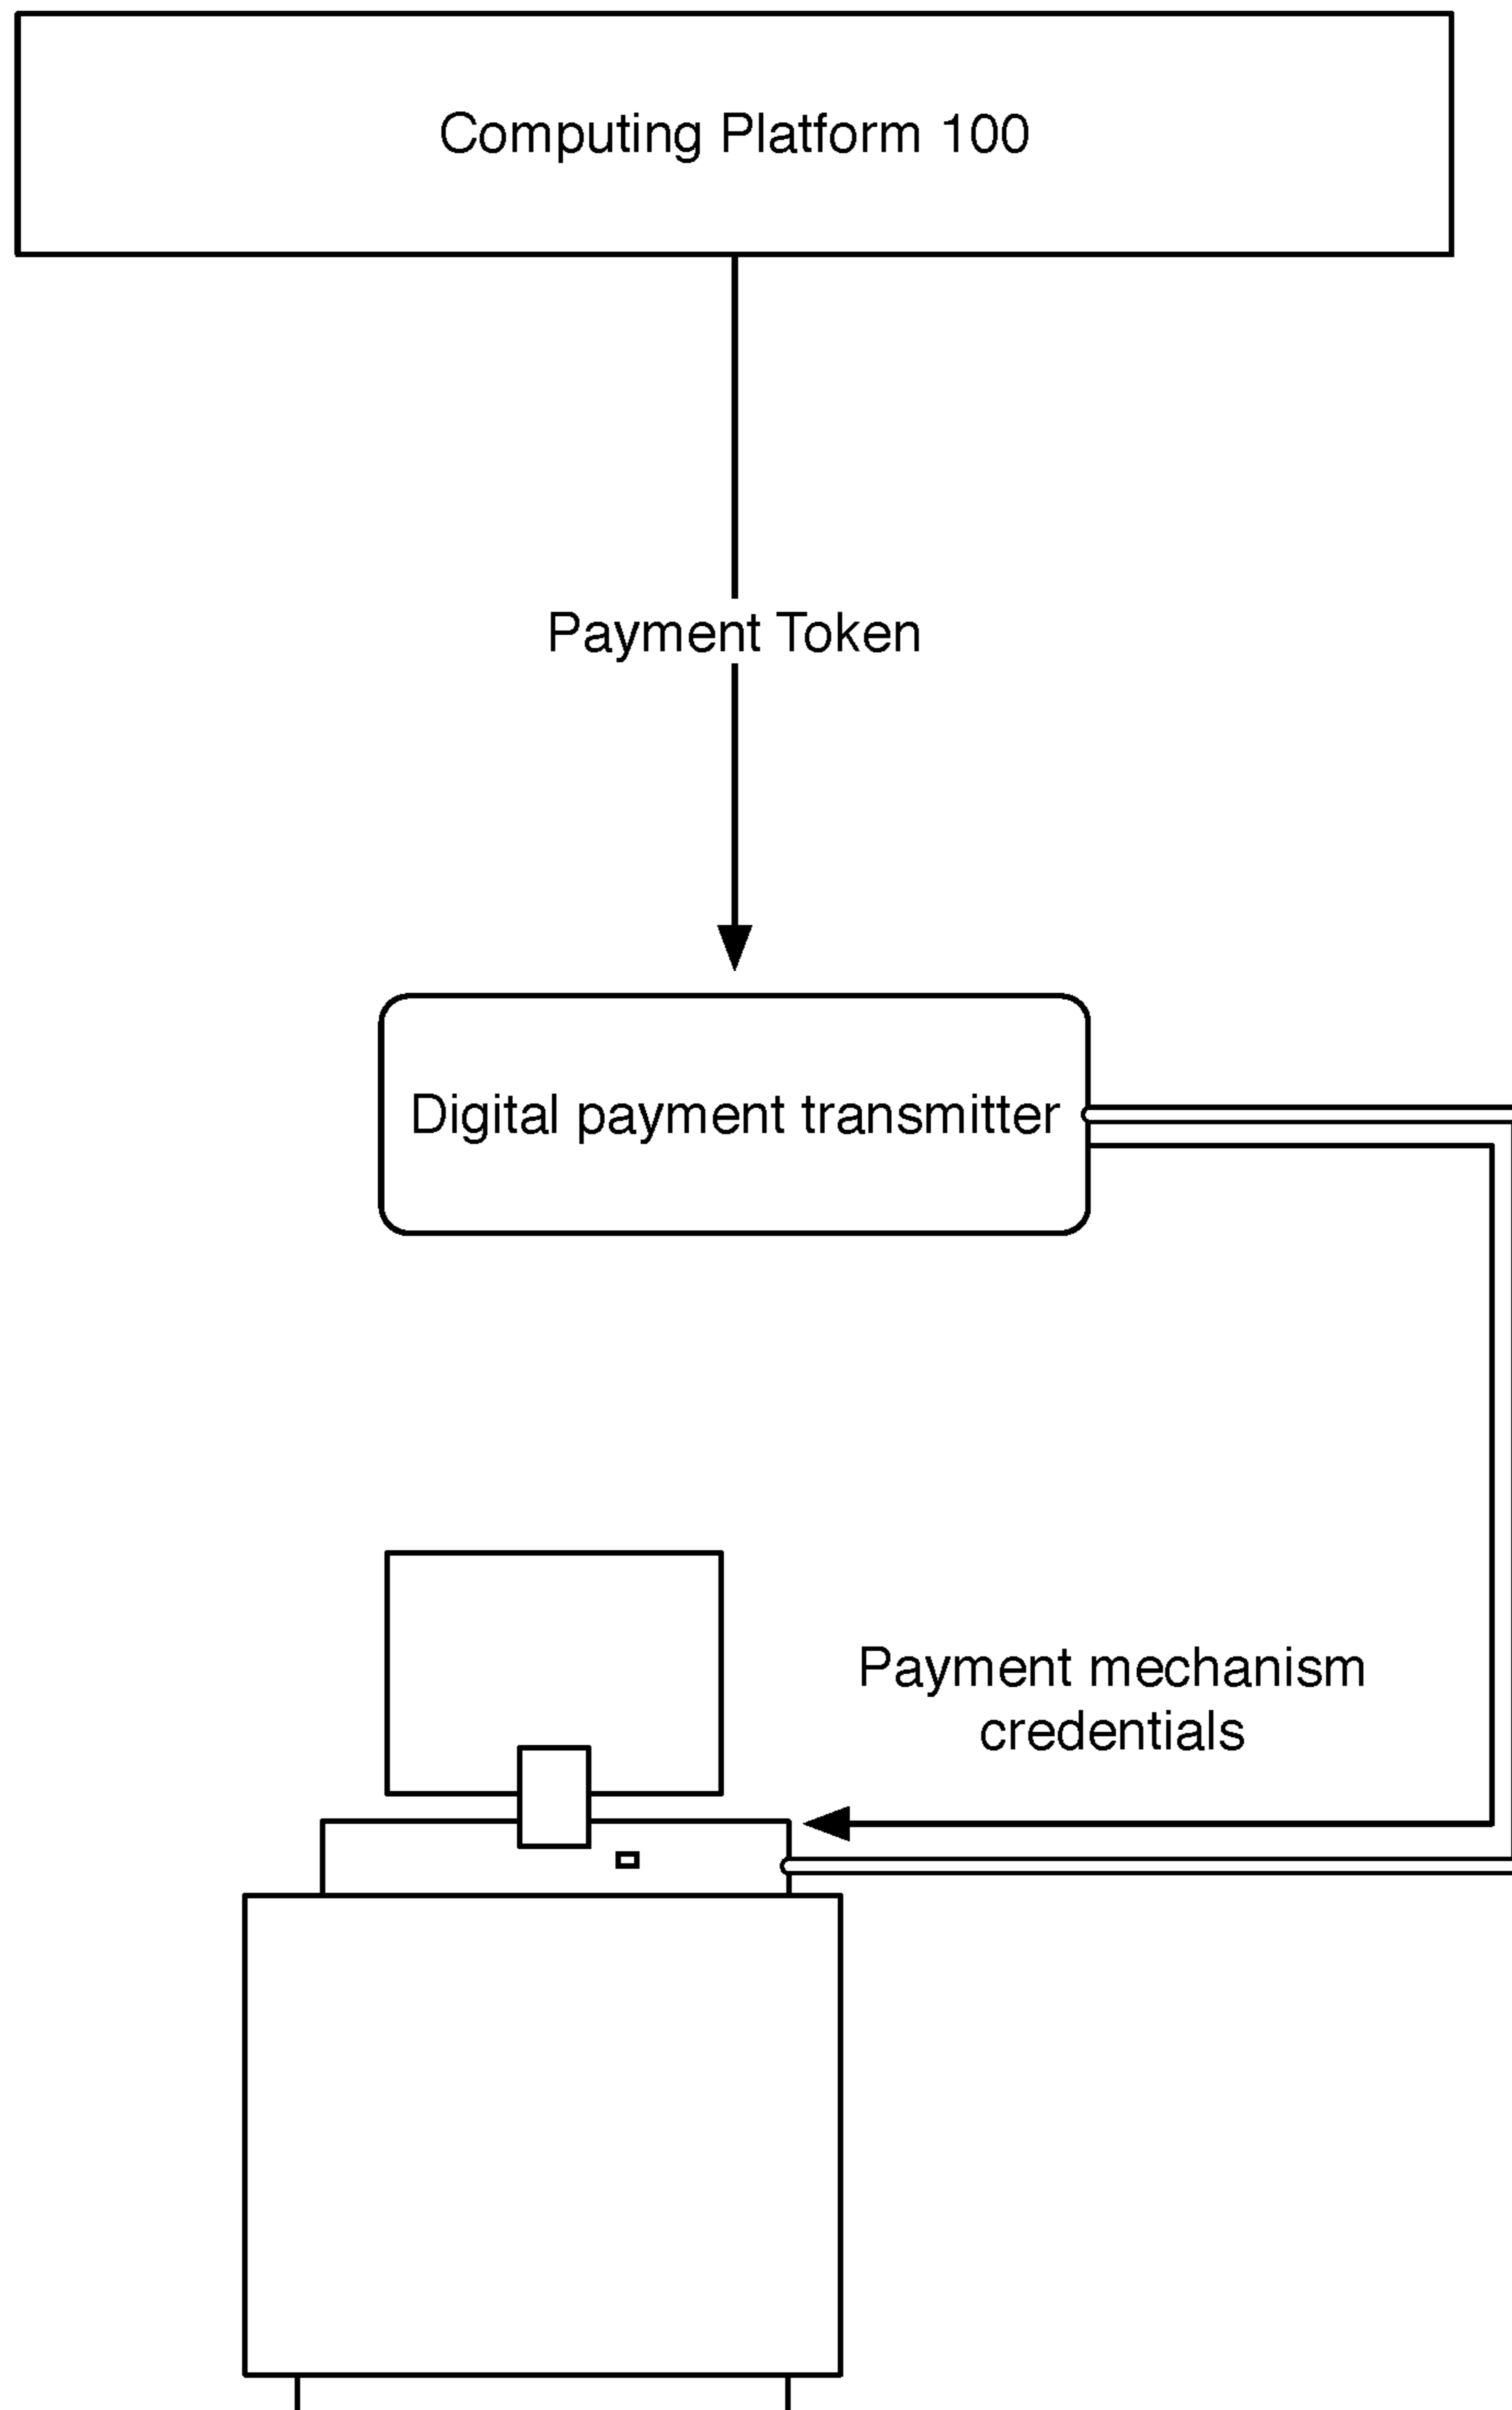 Computing Platform 100
Payment Token
Digital payment transmitter
Payment mechanism
credentials